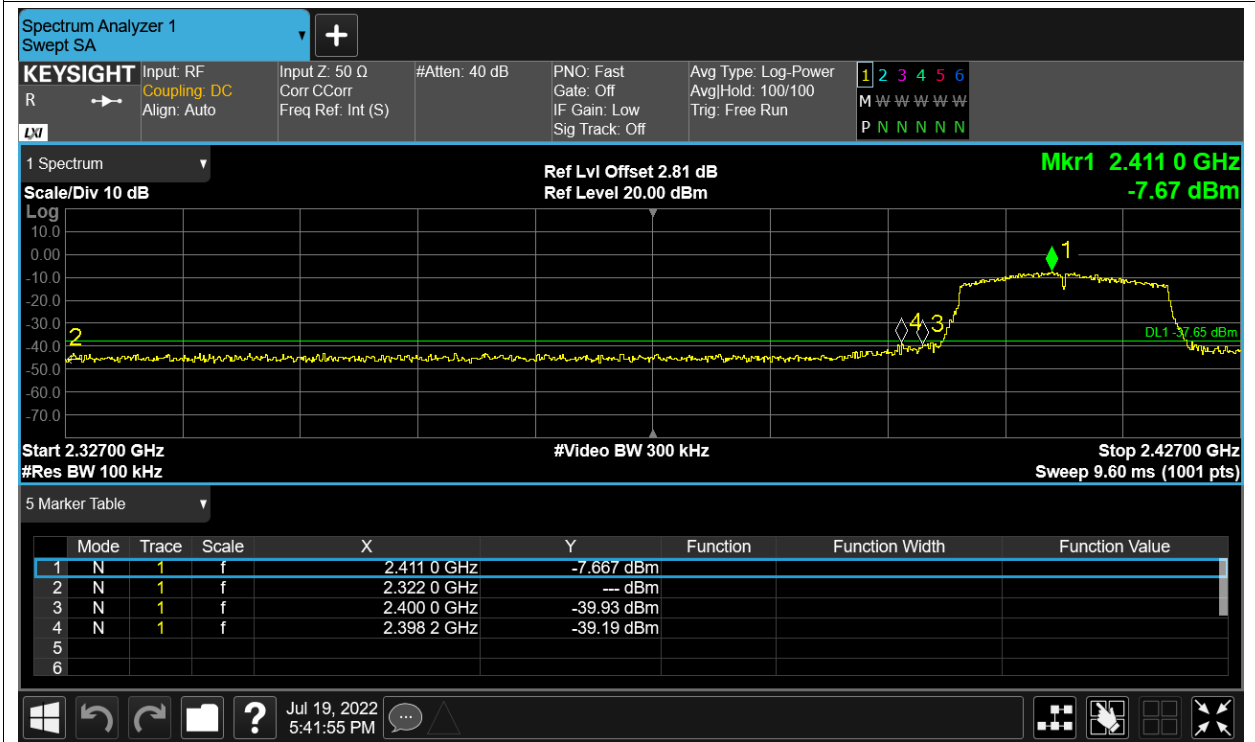 Spectrum Analyzer 1
Swept SA
KEYSIGHT Input: RF Input Z: 50 Ω #Atten: 40 dB PNO: Fast Avg Type: Log-Power 1 2 3 4 5 6
R Coupling: DC Corr CCorr Gate: Off Avg|Hold: 100/100 M W W W W W
Align: Auto Freq Ref: Int (S) IF Gain: Low Trig: Free Run
LXI Sig Track: Off P N N N N N
1 Spectrum Ref Lvl Offset 2.81 dB Mkr1 2.411 0 GHz
Scale/Div 10 dB Ref Level 20.00 dBm -7.67 dBm
Log
10.0
0.00 1
-10.0
-20.0
-30.0 2 4 3 DL1 -37.65 dBm
-40.0
-50.0
-60.0
-70.0
Start 2.32700 GHz #Video BW 300 kHz Stop 2.42700 GHz
#Res BW 100 kHz Sweep 9.60 ms (1001 pts)
5 Marker Table
Mode Trace Scale X Y Function Function Width Function Value
1 N 1 f 2.411 0 GHz -7.667 dBm
2 N 1 f 2.322 0 GHz --- dBm
3 N 1 f 2.400 0 GHz -39.93 dBm
4 N 1 f 2.398 2 GHz -39.19 dBm
5
6
? Jul 19, 2022
5:41:55 PM